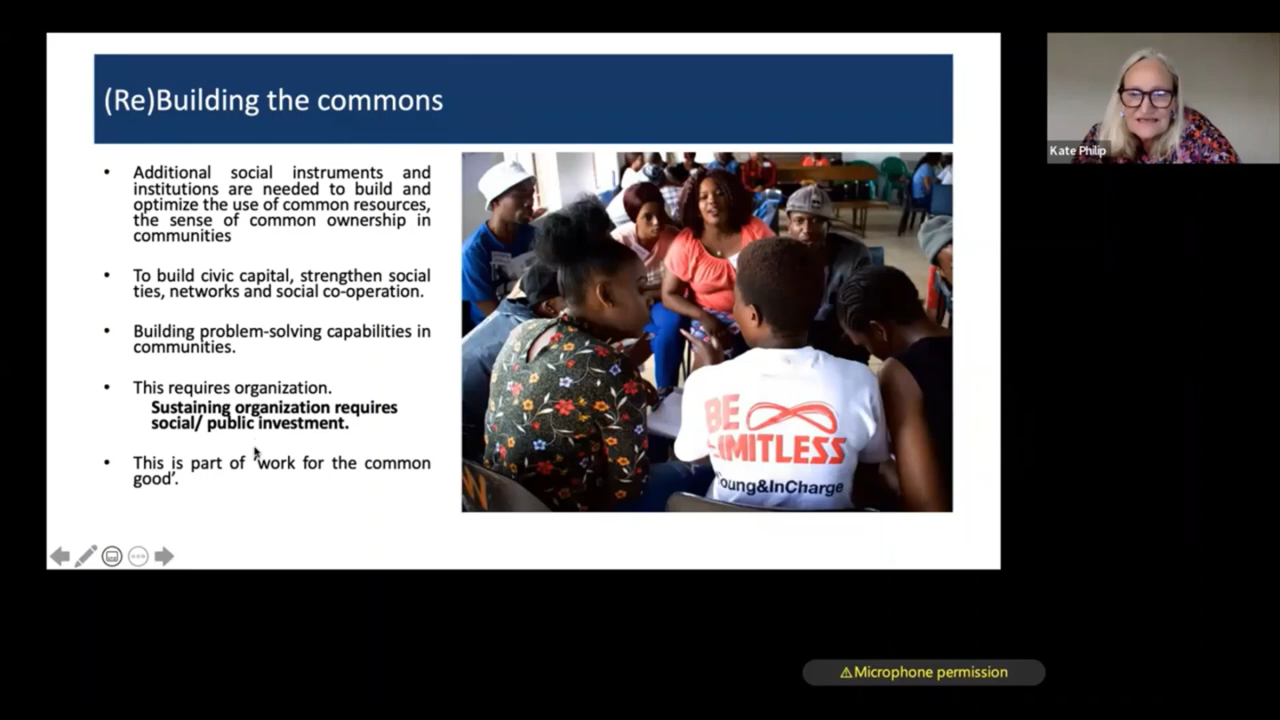 (Re)Building the commons
• Additional social instruments and
institutions are needed to build and
optimize the use of common resources,
the sense of common ownership in
communities
• To build civic capital, strengthen social
ties, networks and social co-operation.
• Building problem-solving capabilities in
communities.
• This requires organization.
Sustaining organization requires
social/ public investment.
• This is part of 'work for the common
good'.
BE
LIMITLESS
oung&InCharge
Kate Philip
⚠Microphone permission